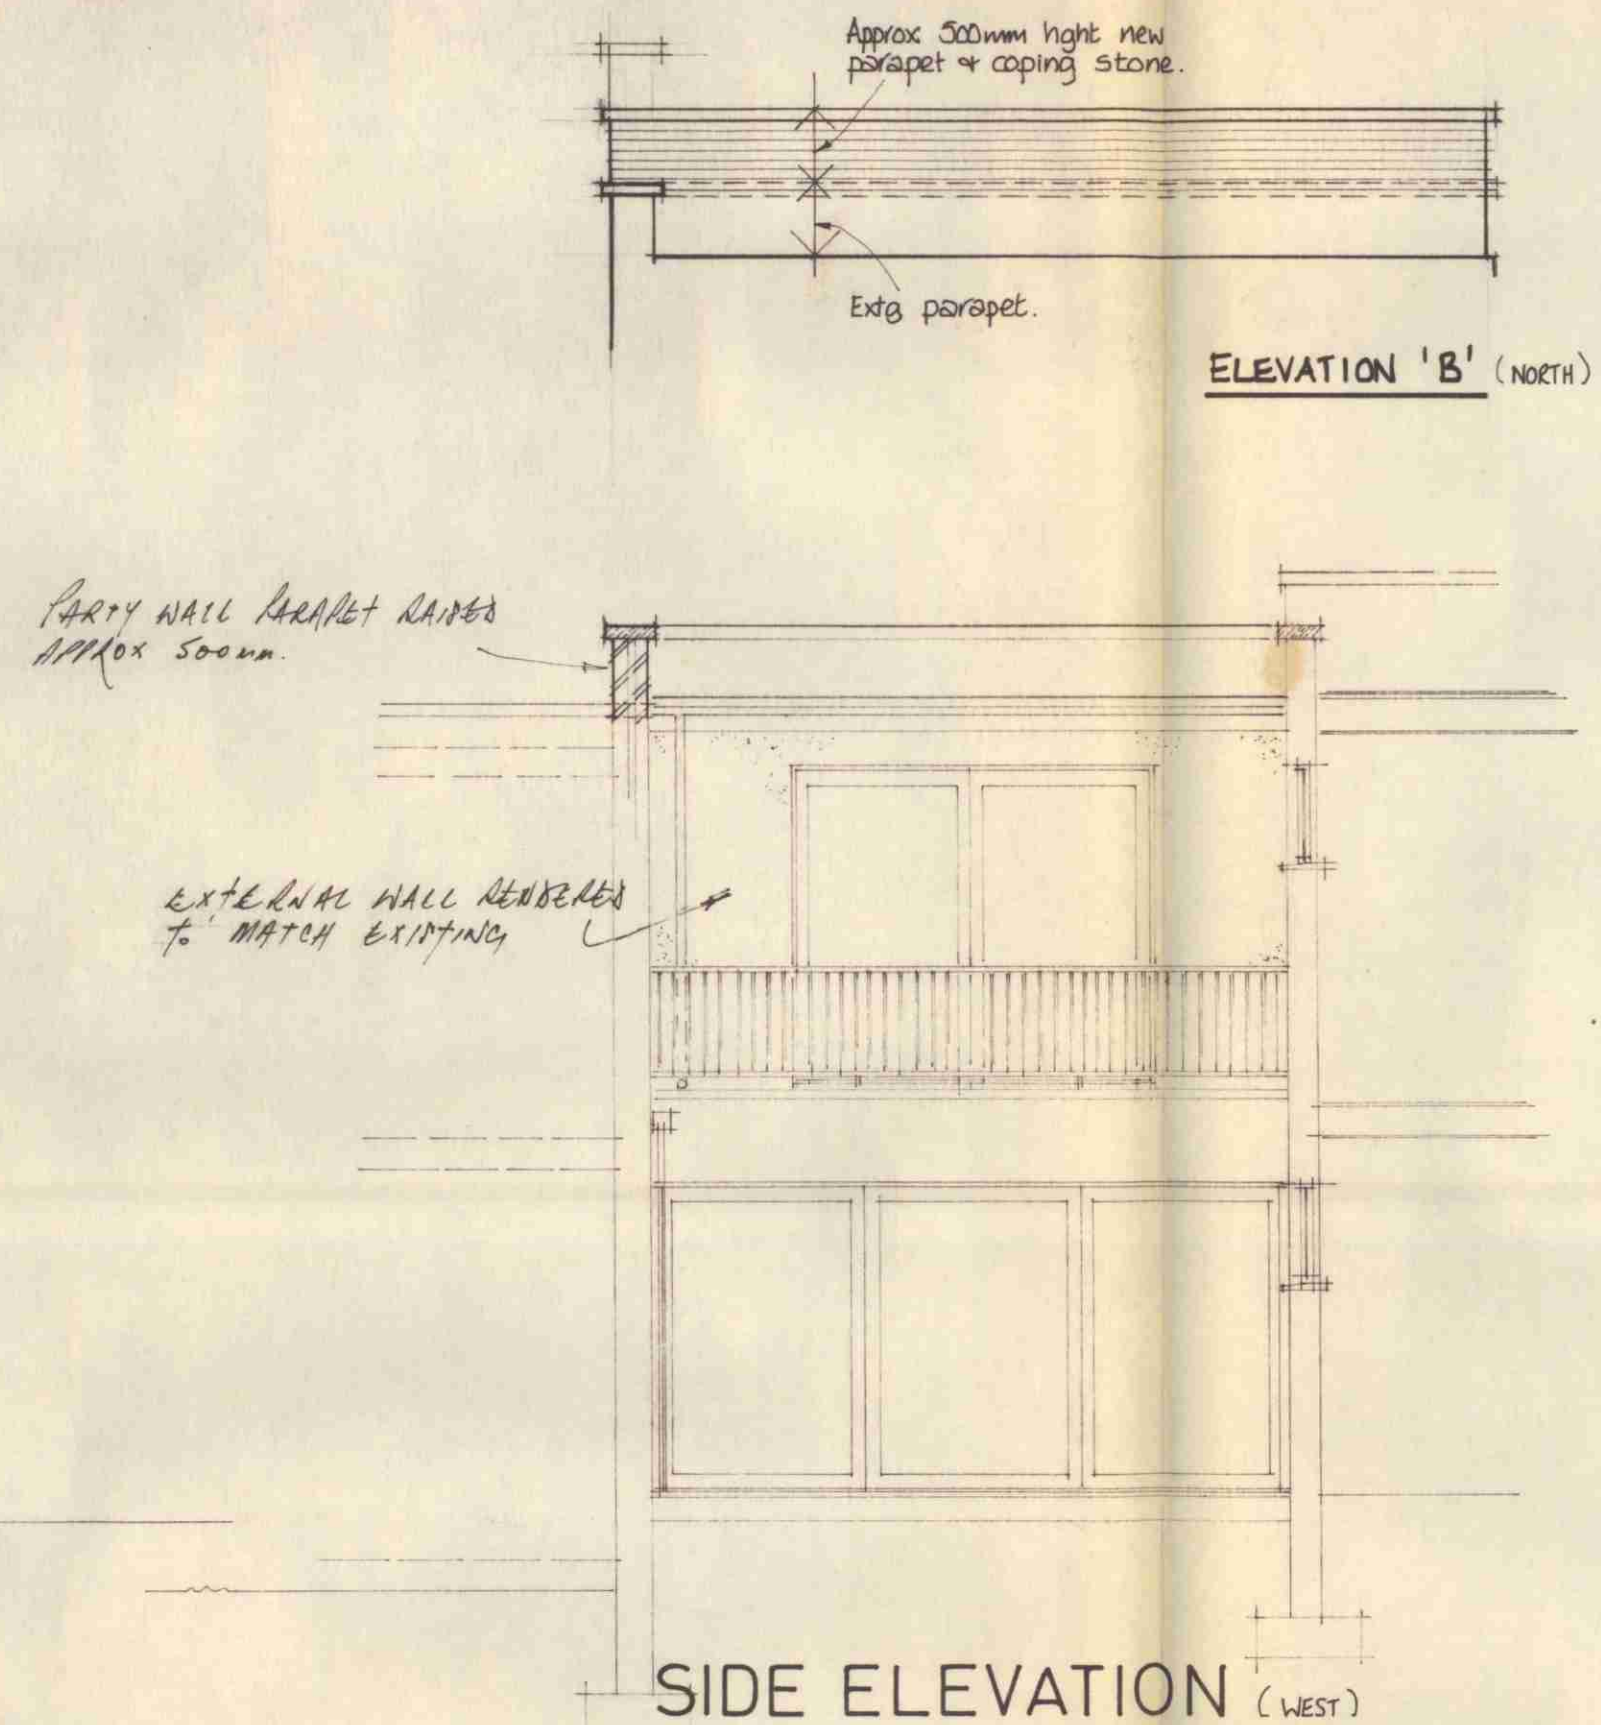 Approx 500mm hght new
parapet & coping stone.
Extg parapet.
ELEVATION 'B' (NORTH)
PARTY WALL PARAPET RAISED
APPROX 500mm.
EXTERNAL WALL RENDERED
To MATCH EXISTING
SIDE ELEVATION (WEST)